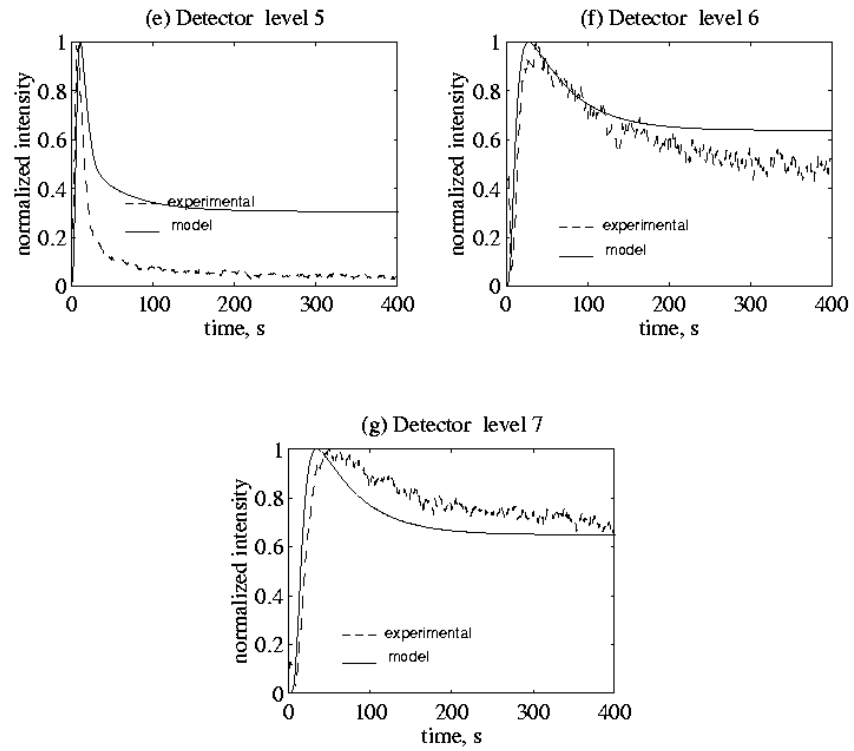 (e) Detector level 5
normalized intensity
1
0.8
0.6
0.4
0.2
0
experimental
model
0 100 200 300 400
time, s
(f) Detector level 6
normalized intensity
1
0.8
0.6
0.4
0.2
0
experimental
model
0 100 200 300 400
time, s
(g) Detector level 7
normalized intensity
1
0.8
0.6
0.4
0.2
0
experimental
model
0 100 200 300 400
time, s